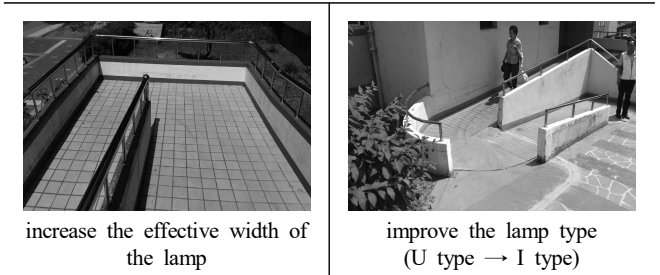 increase the effective width of
the lamp
improve the lamp type
(U type → I type)